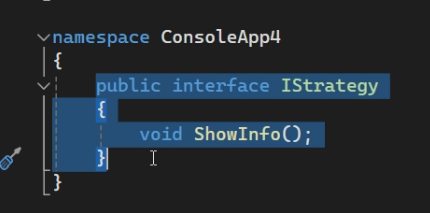 namespace ConsoleApp4
{
public interface IStrategy
{
void ShowInfo();
}
}